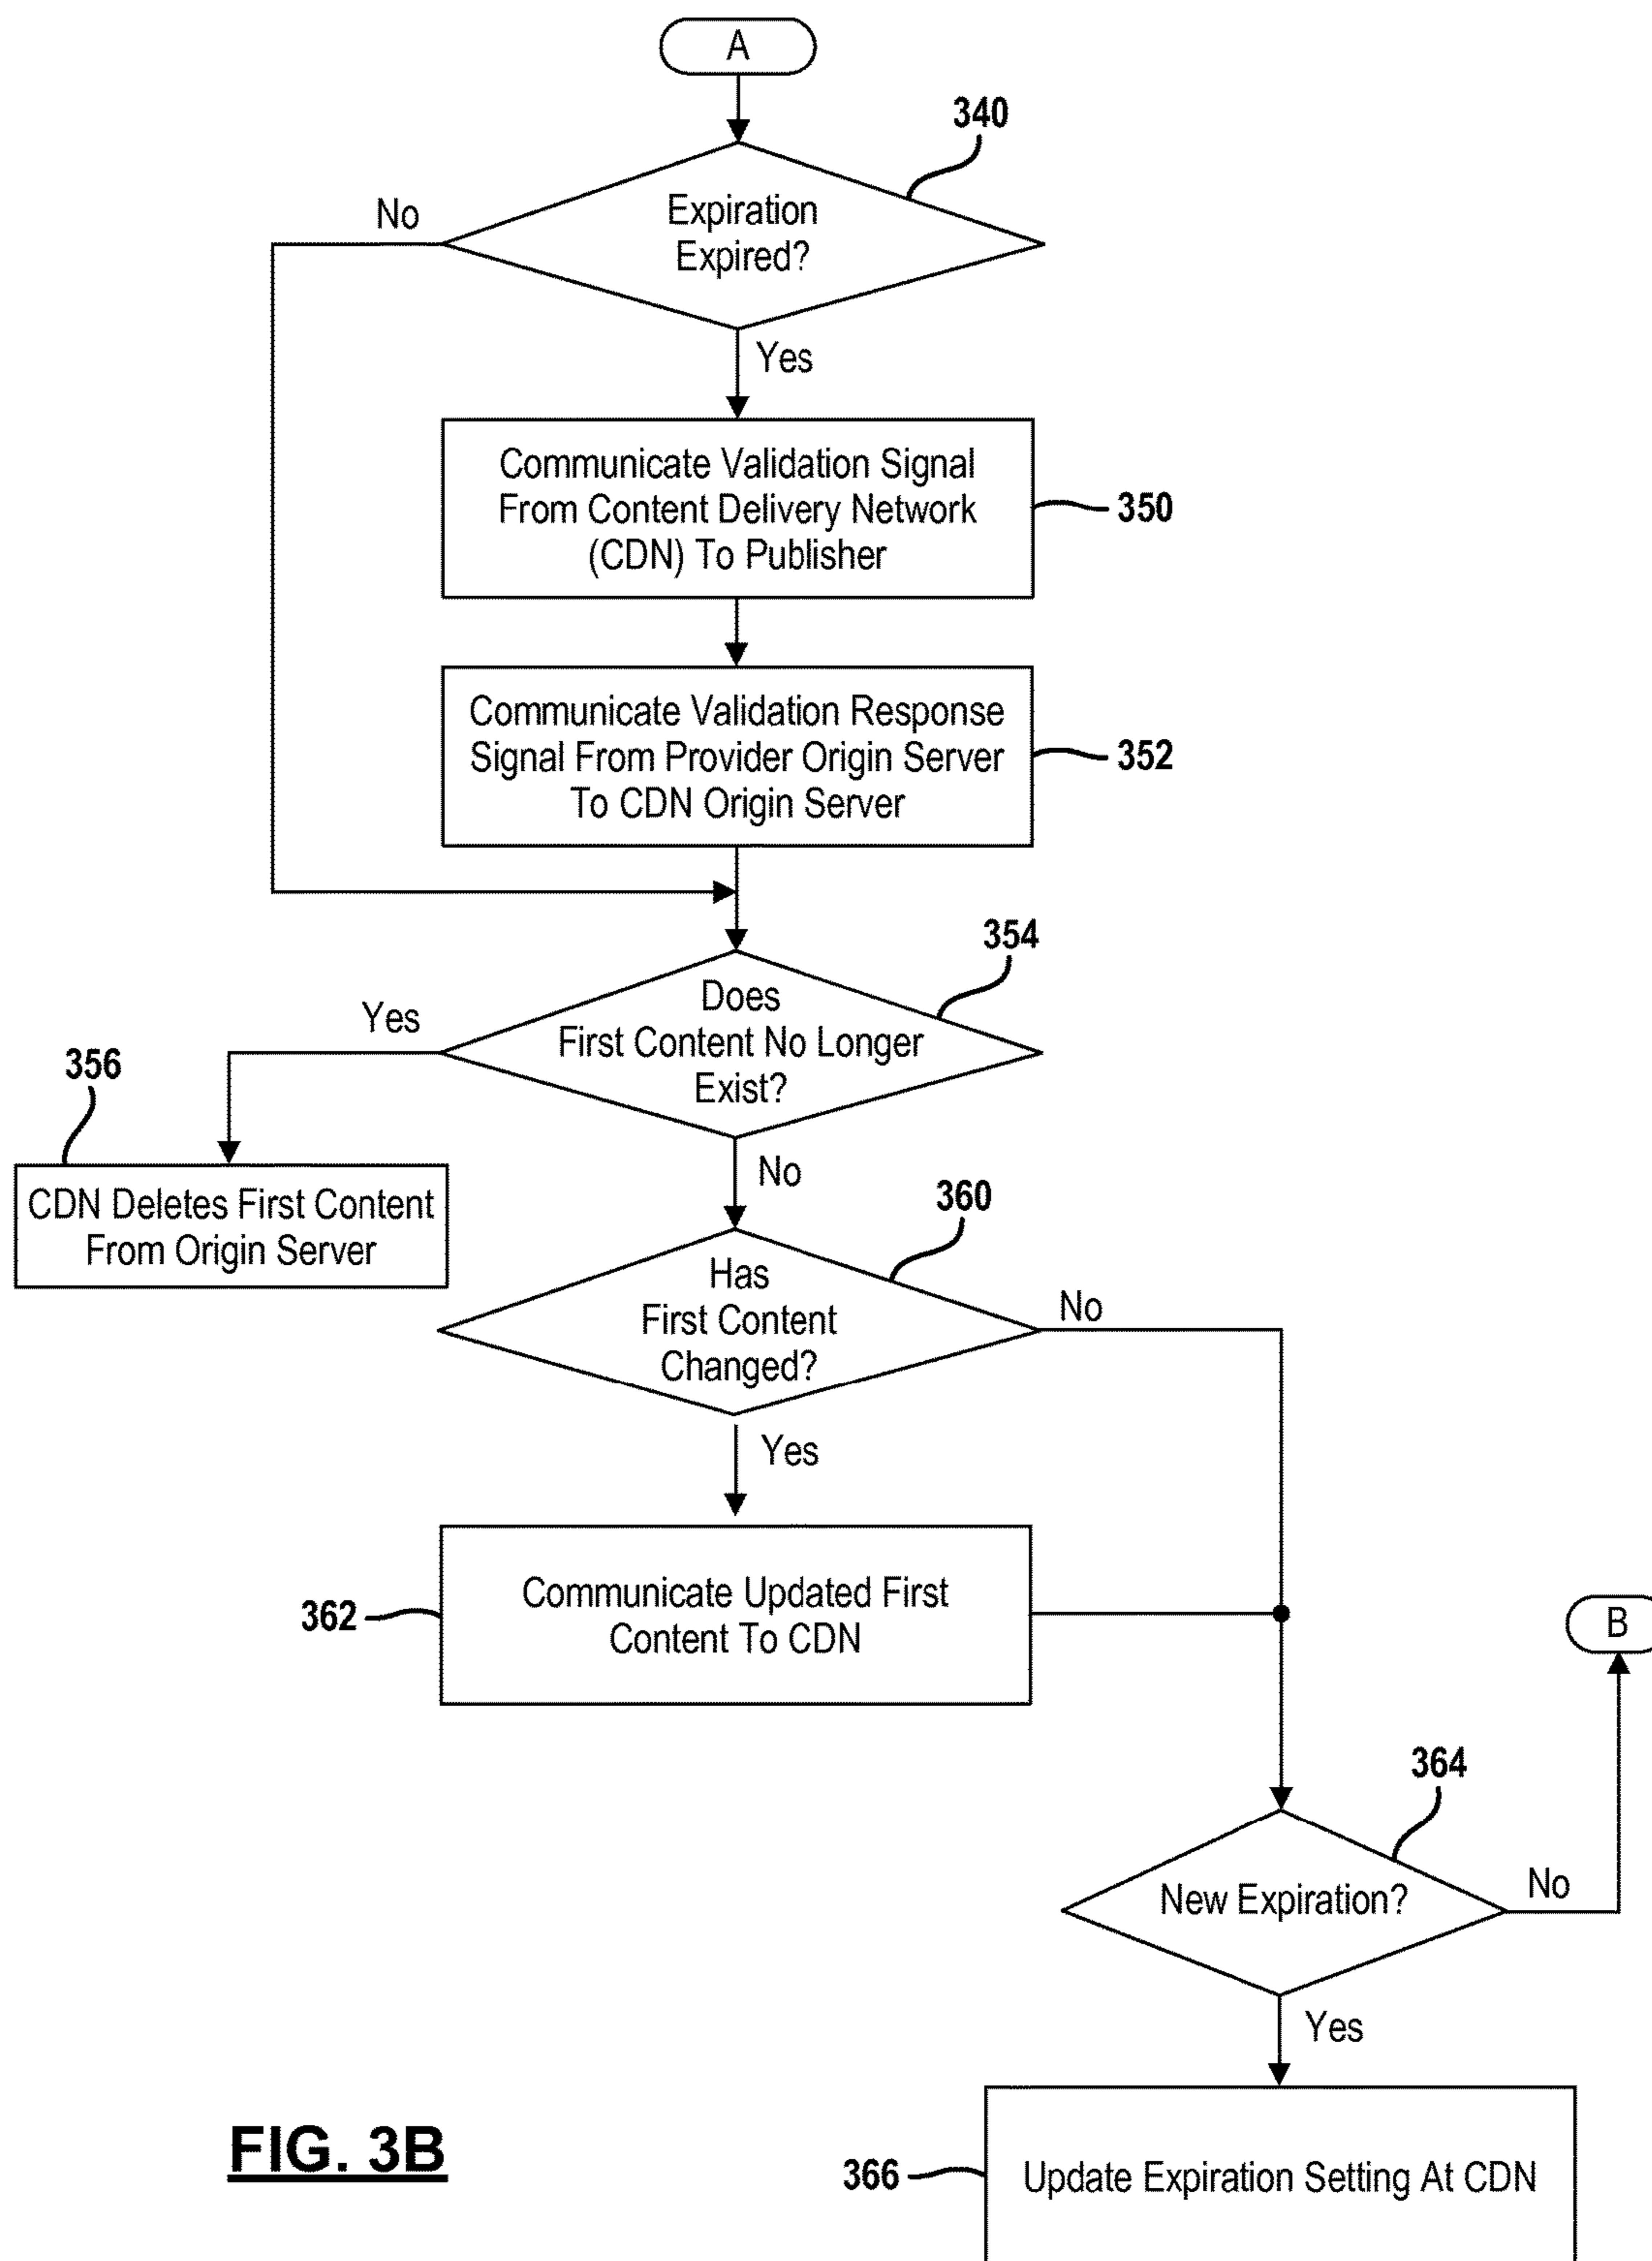 A
340
Expiration
Expired?
No
Yes
Communicate Validation Signal
From Content Delivery Network
(CDN) To Publisher
350
Communicate Validation Response
Signal From Provider Origin Server
To CDN Origin Server
352
354
Does
First Content No Longer
Exist?
Yes
356
CDN Deletes First Content
From Origin Server
No
360
Has
First Content
Changed?
No
Yes
Communicate Updated First
Content To CDN
362
B
364
New Expiration?
No
Yes
Update Expiration Setting At CDN
366
FIG. 3B